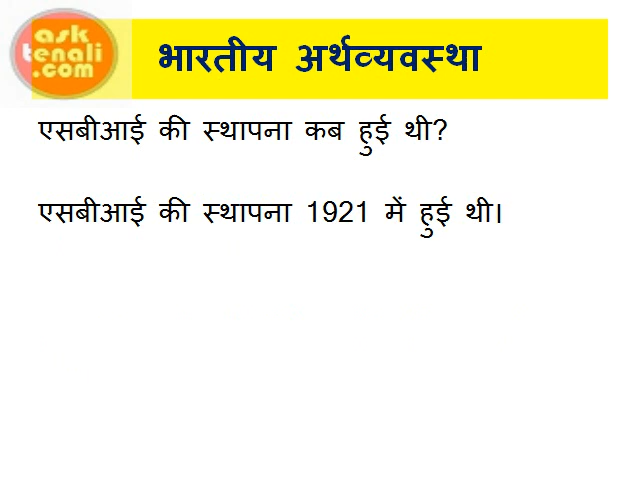 ask
tenali
.com
भारतीय अर्थव्यवस्था
एसबीआई की स्थापना कब हुई थी?
एसबीआई की स्थापना 1921 में हुई थी।